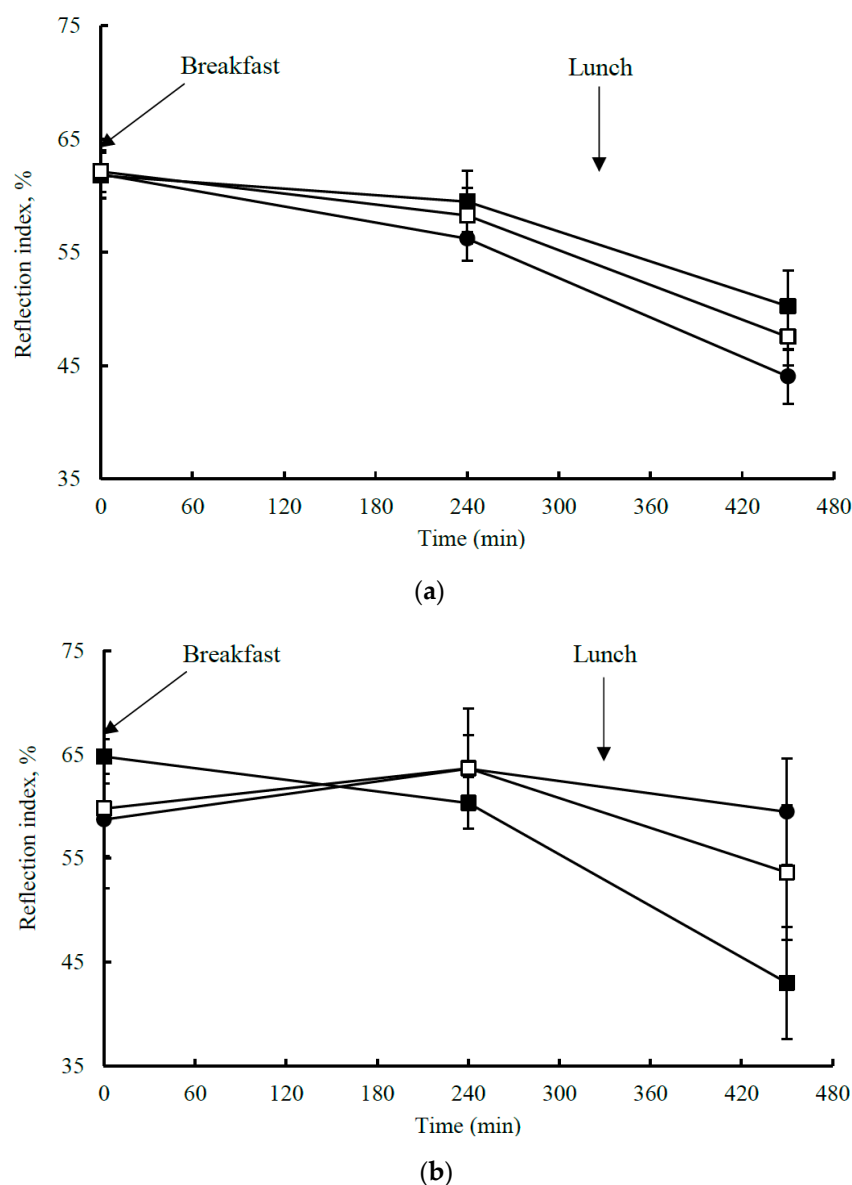 75
Breakfast
Lunch
65
55
45
35
Reflection index, %
0 60 120 180 240 300 360 420 480
Time (min)
(a)
75
Breakfast
Lunch
65
55
45
35
Reflection index, %
0 60 120 180 240 300 360 420 480
Time (min)
(b)